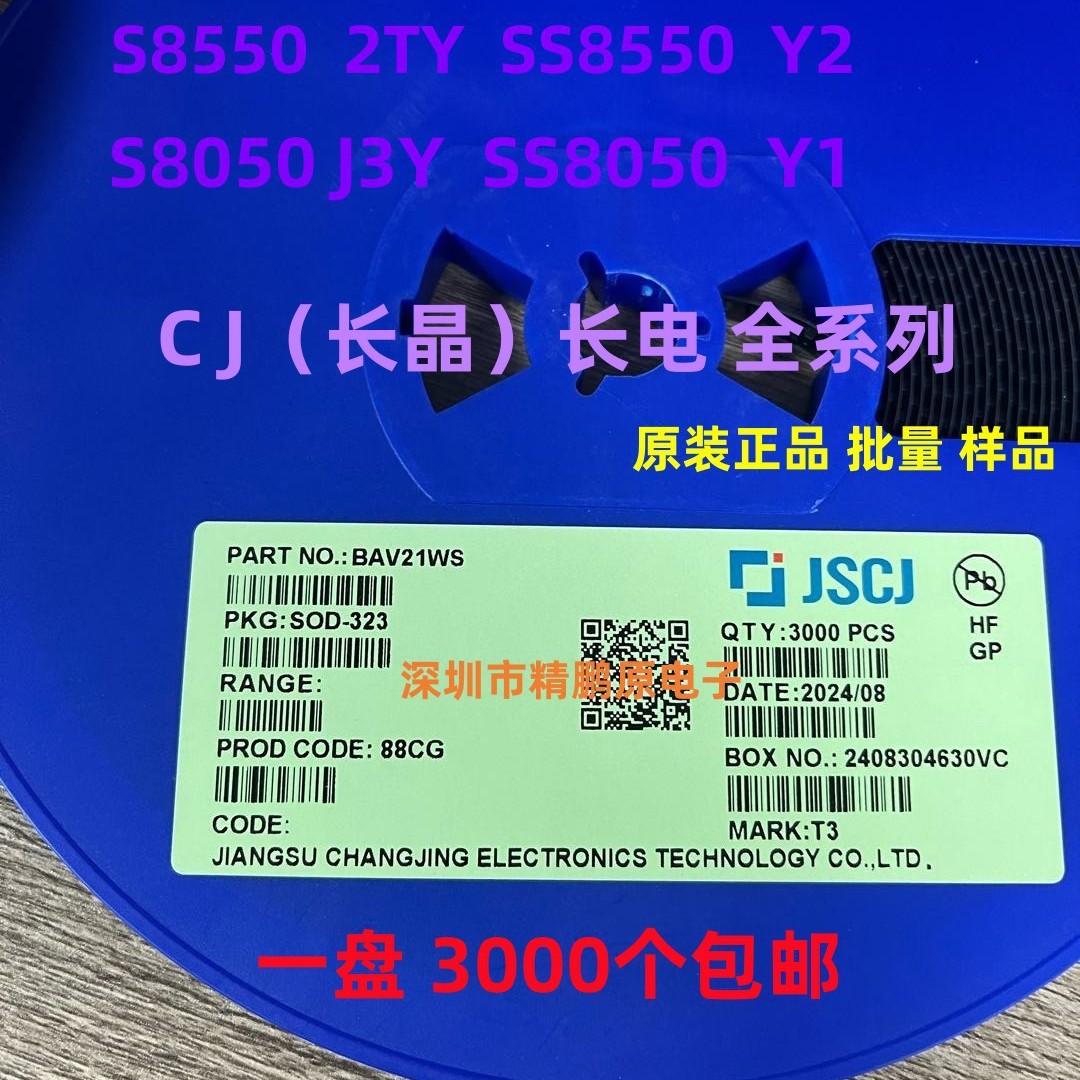 S8550 2TY SS8550 Y2
S8050 J3Y SS8050 Y1
CJ（长晶）长电 全系列
原装正品 批量 样品
PART NO.:BAV21WS
JSCJ
Pb
PKG:SOD-323
QTY:3000 PCS
HF
GP
RANGE:
深圳市精鹏原电子
DATE:2024/08
PROD CODE: 88CG
BOX NO.: 2408304630VC
CODE:
MARK:T3
JIANGSU CHANGJING ELECTRONICS TECHNOLOGY CO.,LTD.
一盘 3000个包邮